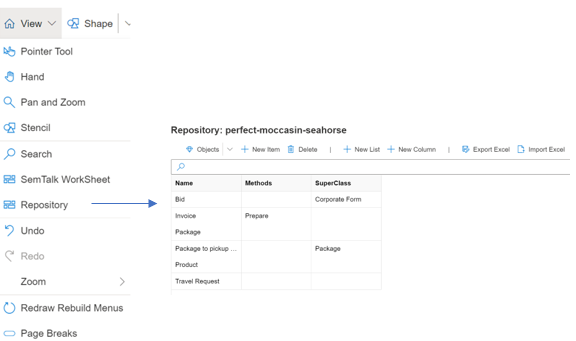 View Shape
Pointer Tool
Hand
Pan and Zoom
Stencil
Search
SemTalk WorkSheet
Repository
Undo
Redo
Zoom
Redraw Rebuild Menus
Page Breaks
Repository: perfect-moccasin-seahorse
Objects New Item Delete | New List New Column | Export Excel Import Excel
Name Methods SuperClass
Bid Corporate Form
Invoice Prepare
Package
Package to pickup ... Package
Product
Travel Request